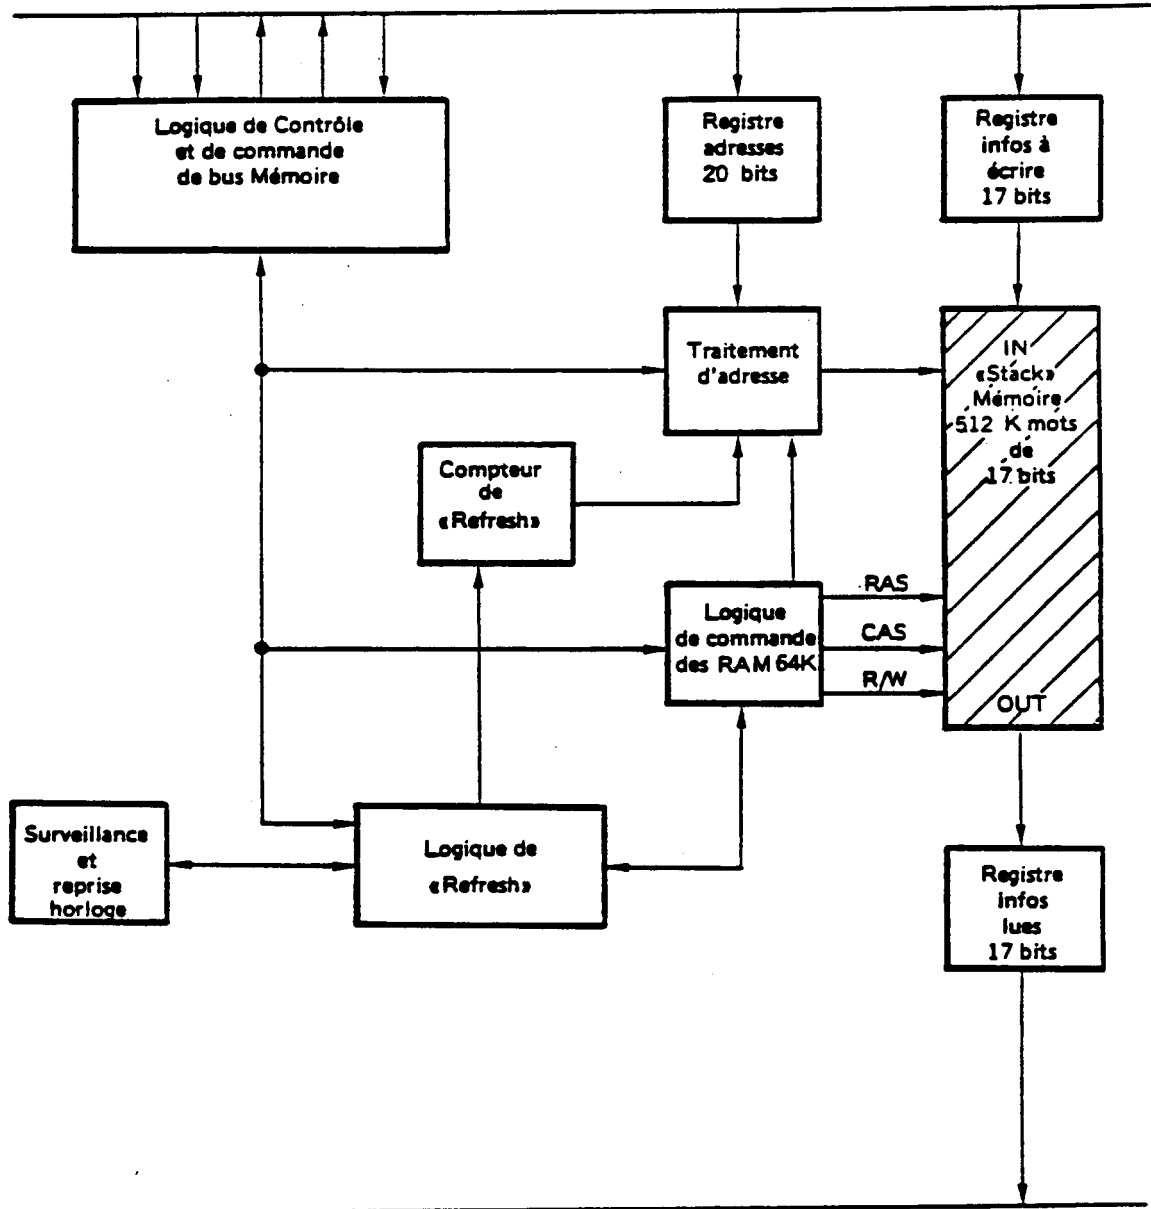 Logique de Contrôle
et de commande
de bus Mémoire
Registre
adresses
20 bits
Registre
infos à
écrire
17 bits
Traitement
d'adresse
IN
«Stack»
Mémoire
512 K mots
de
17 bits
Compteur
de
«Refresh»
Logique
de commande
des RAM 64K
RAS
CAS
R/W
OUT
Surveillance
et
reprise
horloge
Logique de
«Refresh»
Registre
infos
lues
17 bits